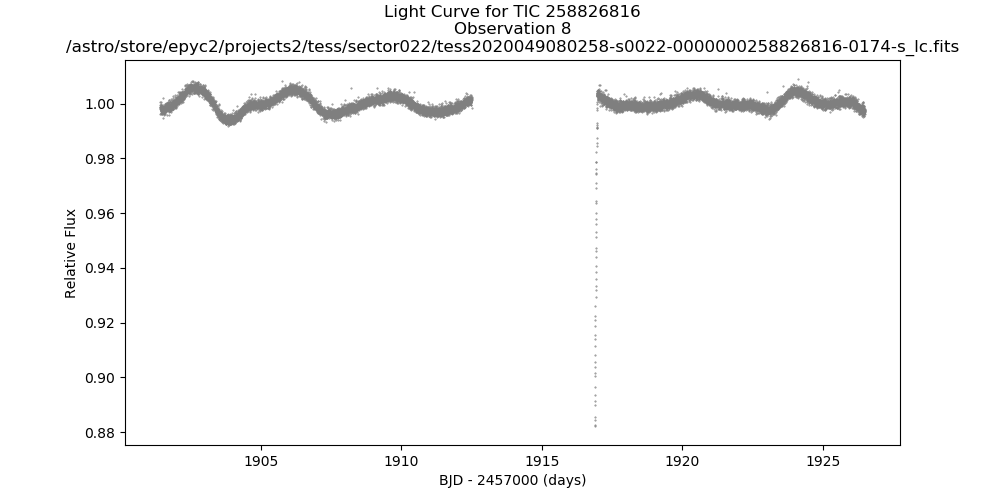 Light Curve for TIC 258826816
Observation 8
/astro/store/epyc2/projects2/tess/sector022/tess2020049080258-s0022-0000000258826816-0174-s_lc.fits
1.00
0.98
0.96
0.94
0.92
0.90
0.88
Relative Flux
1905
1910
1915
1920
1925
BJD - 2457000 (days)